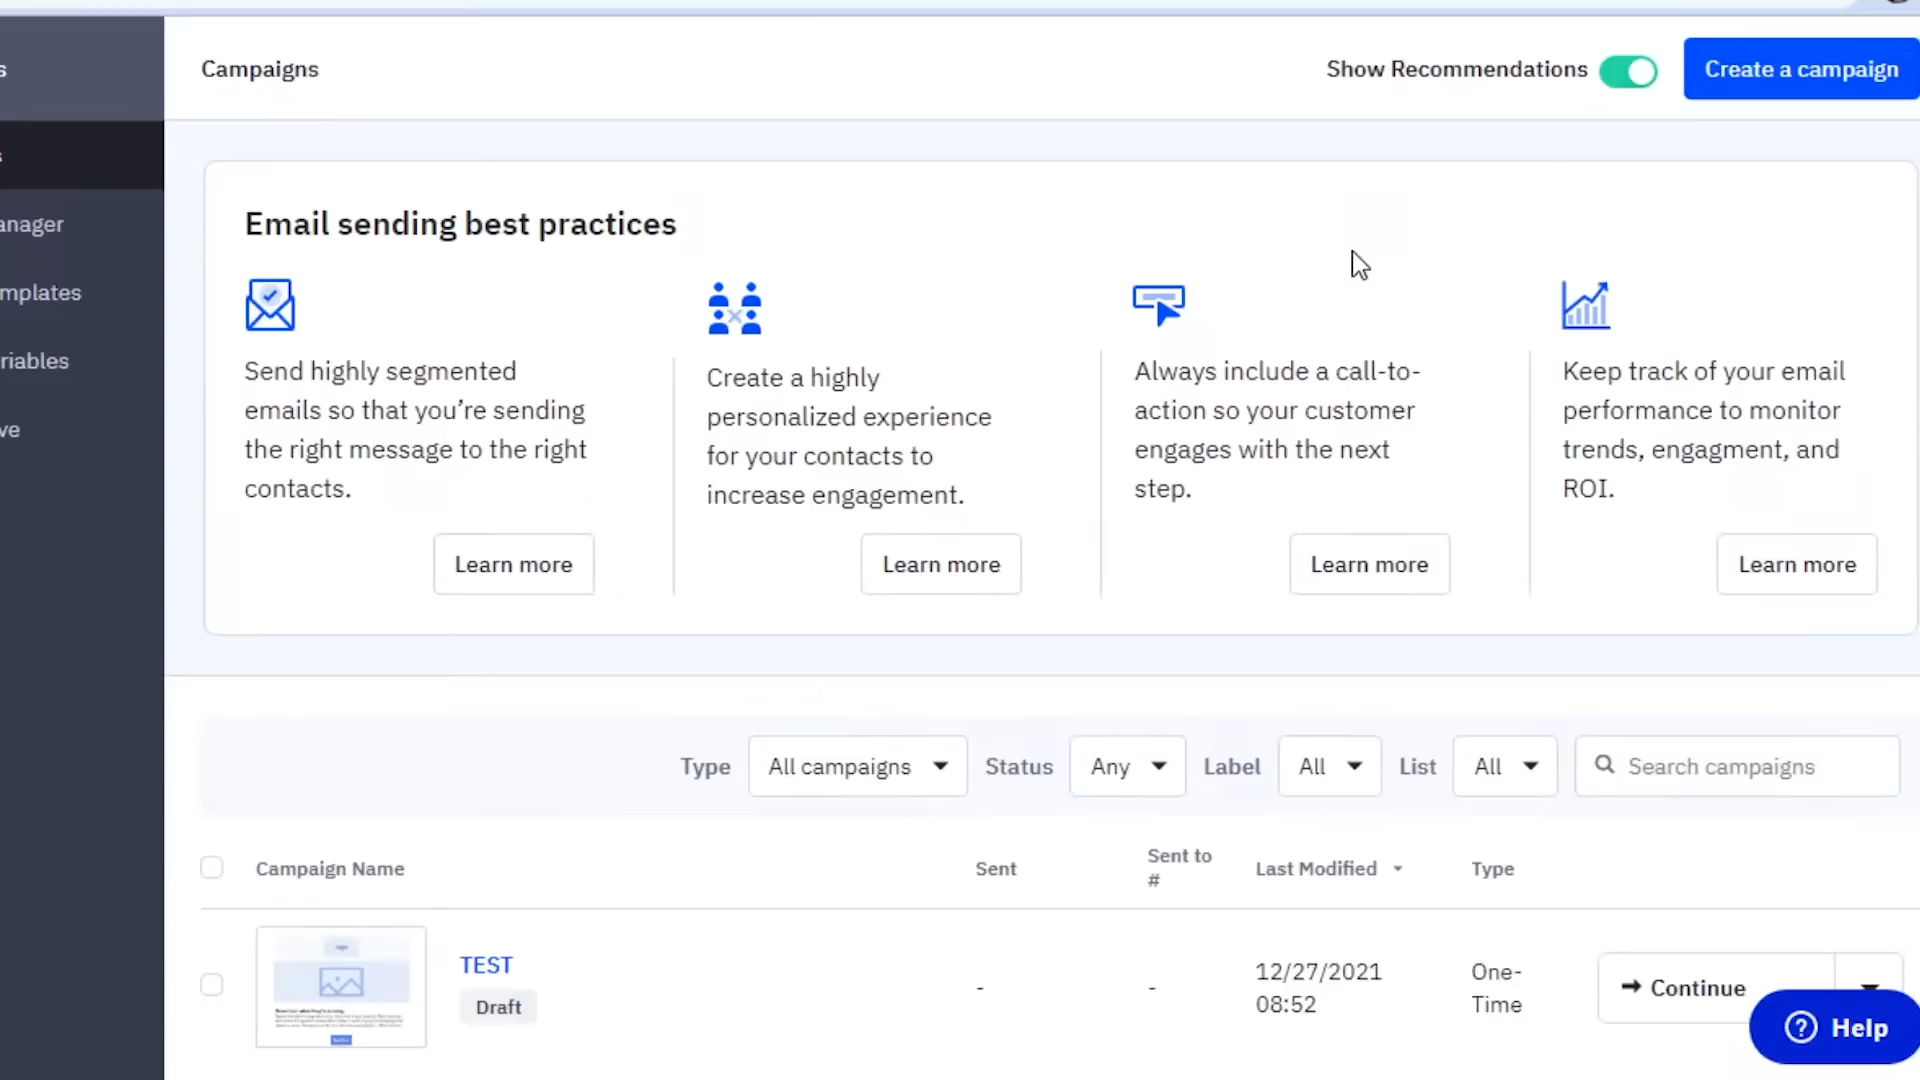 Campaigns
Show Recommendations
Create a campaign
anager
mplates
riables
ve
Email sending best practices
Send highly segmented
emails so that you’re sending
the right message to the right
contacts.
Learn more
Create a highly
personalized experience
for your contacts to
increase engagement.
Learn more
Always include a call-to-
action so your customer
engages with the next
step.
Learn more
Keep track of your email
performance to monitor
trends, engagment, and
ROI.
Learn more
Type All campaigns Status Any Label All List All Search campaigns
Campaign Name Sent Sent to # Last Modified Type
TEST
Draft
-
-
12/27/2021
08:52
One-
Time
Continue
Help